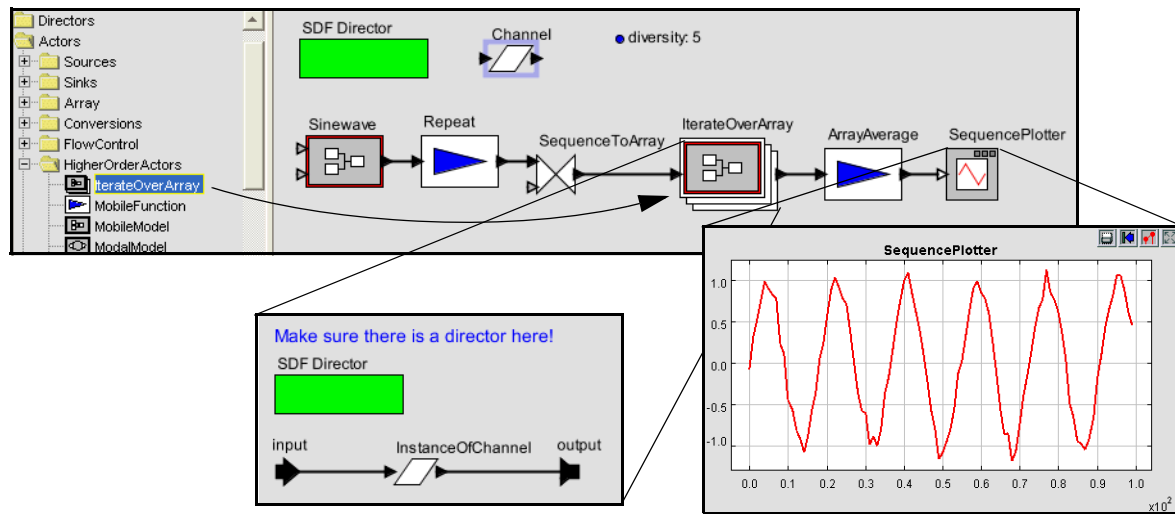 Directors
Actors
Sources
Sinks
Array
Conversions
FlowControl
HigherOrderActors
IterateOverArray
MobileFunction
MobileModel
ModalModel
SDF Director
Channel
diversity: 5
Sinewave
Repeat
SequenceToArray
IterateOverArray
ArrayAverage
SequencePlotter
Make sure there is a director here!
SDF Director
input
InstanceOfChannel
output
SequencePlotter
1.0
0.5
0.0
-0.5
-1.0
0.0 0.1 0.2 0.3 0.4 0.5 0.6 0.7 0.8 0.9 1.0
x10²